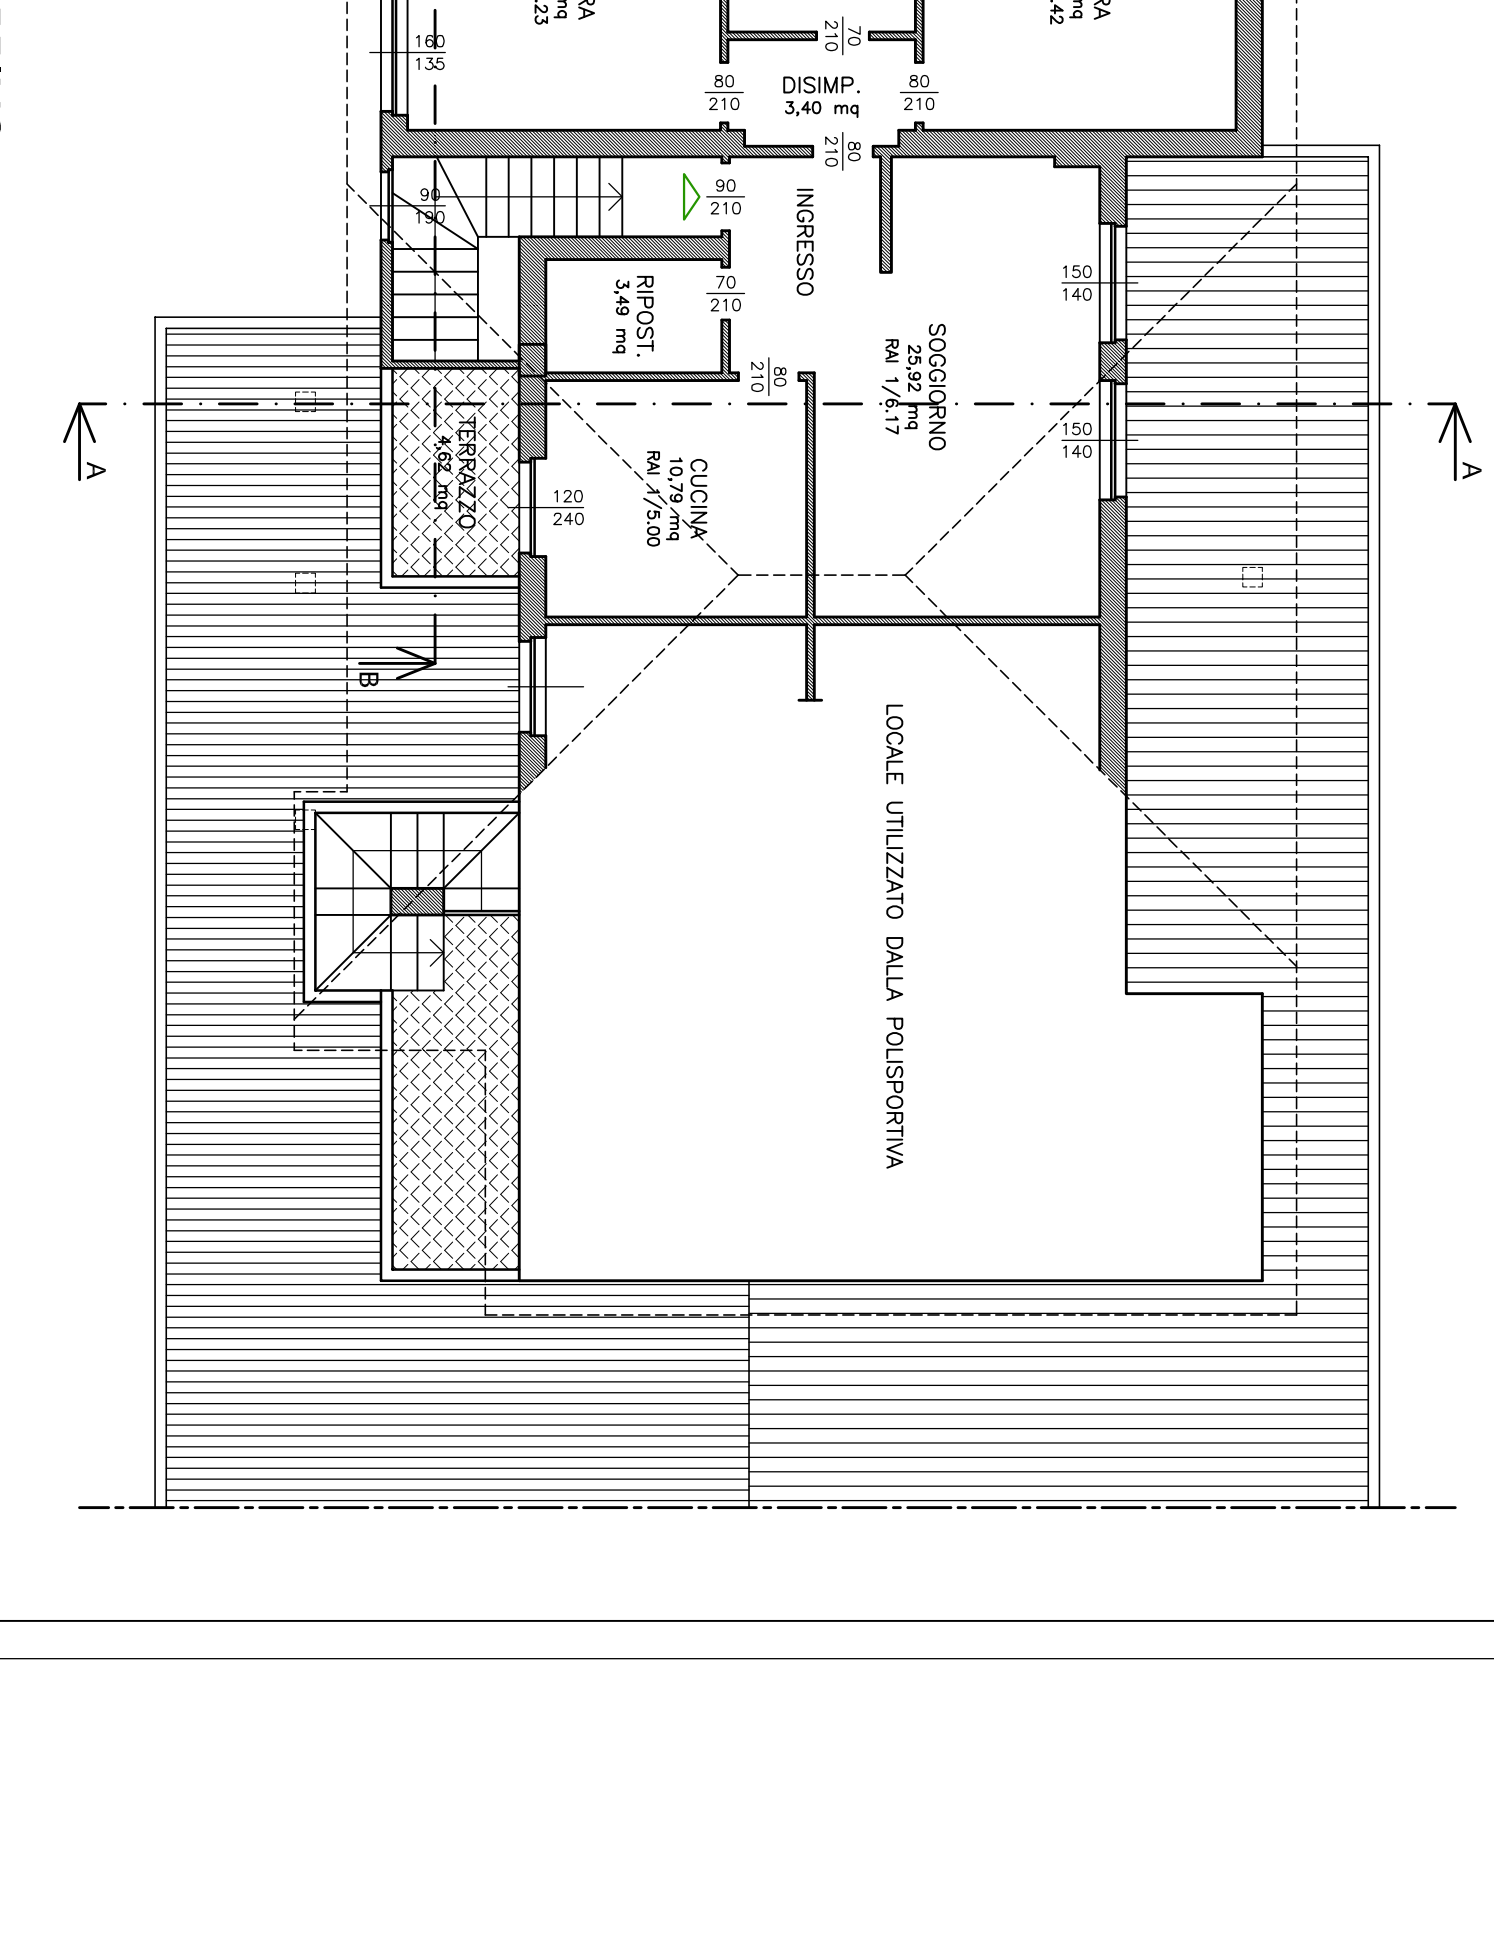 160
135
80
210
70
210
DISIMP.
3,40 mq
80
210
80
210
90
190
90
210
INGRESSO
RIPOST.
3,49 mq
70
210
150
140
SOGGIORNO
25,92 mq
RAI 1/6.17
80
210
150
140
A
A
TERRAZZO
4,62 mq
120
240
CUCINA
10,79 mq
RAI 1/5.00
B
LOCALE UTILIZZATO DALLA POLISPORTIVA